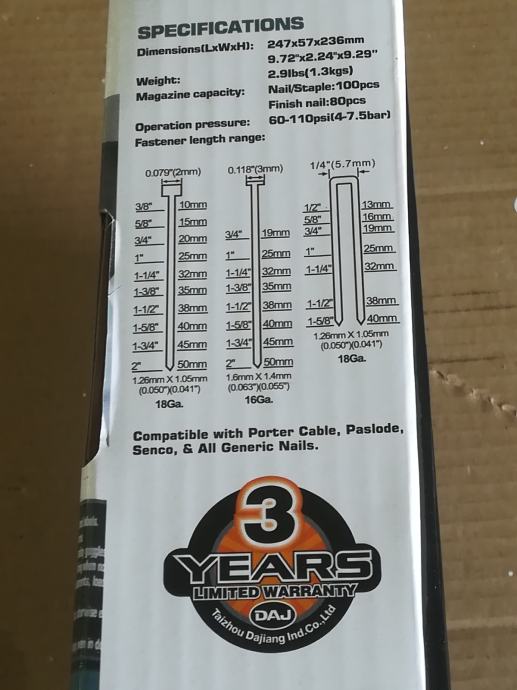 SPECIFICATIONS
Dimensions(LxWxH): 247x57x236mm
9.72"x2.24"x9.29"
Weight: 2.9lbs(1.3kgs)
Magazine capacity: Nail/Staple:100pcs
Finish nail:80pcs
Operation pressure: 60-110psi(4-7.5bar)
Fastener length range:
0.079"(2mm)
3/8" 10mm
5/8" 15mm
3/4" 20mm
1" 25mm
1-1/4" 32mm
1-3/8" 35mm
1-1/2" 38mm
1-5/8" 40mm
1-3/4" 45mm
2" 50mm
1.26mm X 1.05mm
(0.050")(0.041")
18Ga.
0.118"(3mm)
3/4" 19mm
1" 25mm
1-1/4" 32mm
1-3/8" 35mm
1-1/2" 38mm
1-5/8" 40mm
1-3/4" 45mm
2" 50mm
1.6mm X 1.4mm
(0.063")(0.055")
16Ga.
1/4"(5.7mm)
1/2" 13mm
5/8" 16mm
3/4" 19mm
1" 25mm
1-1/4" 32mm
1-1/2" 38mm
1-5/8" 40mm
1.26mm X 1.05mm
(0.050")(0.041")
18Ga.
Compatible with Porter Cable, Paslode,
Senco, & All Generic Nails.
3
YEARS
LIMITED WARRANTY
DAJ
Taizhou Dajiang Ind.Co.,Ltd